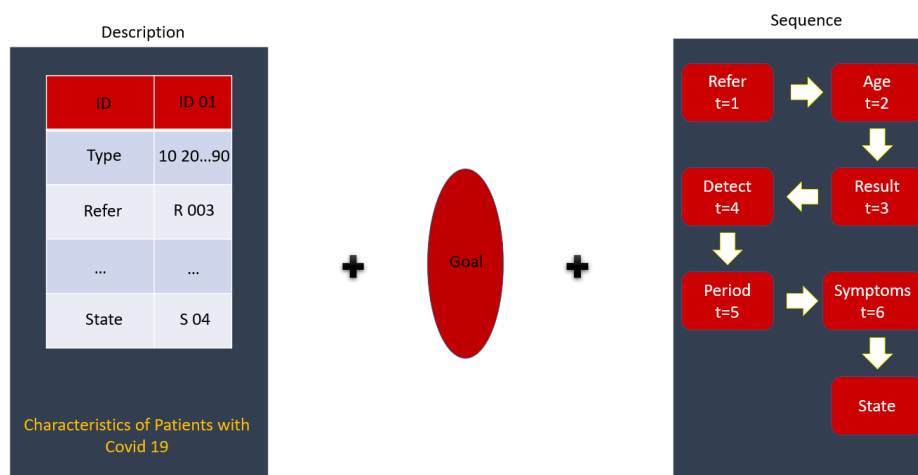 Description
ID ID 01
Type 10 20...90
Refer R 003
... ...
State S 04
Characteristics of Patients with
Covid 19
+
Goal
+
Sequence
Refer
t=1
Age
t=2
Result
t=3
Detect
t=4
Period
t=5
Symptoms
t=6
State